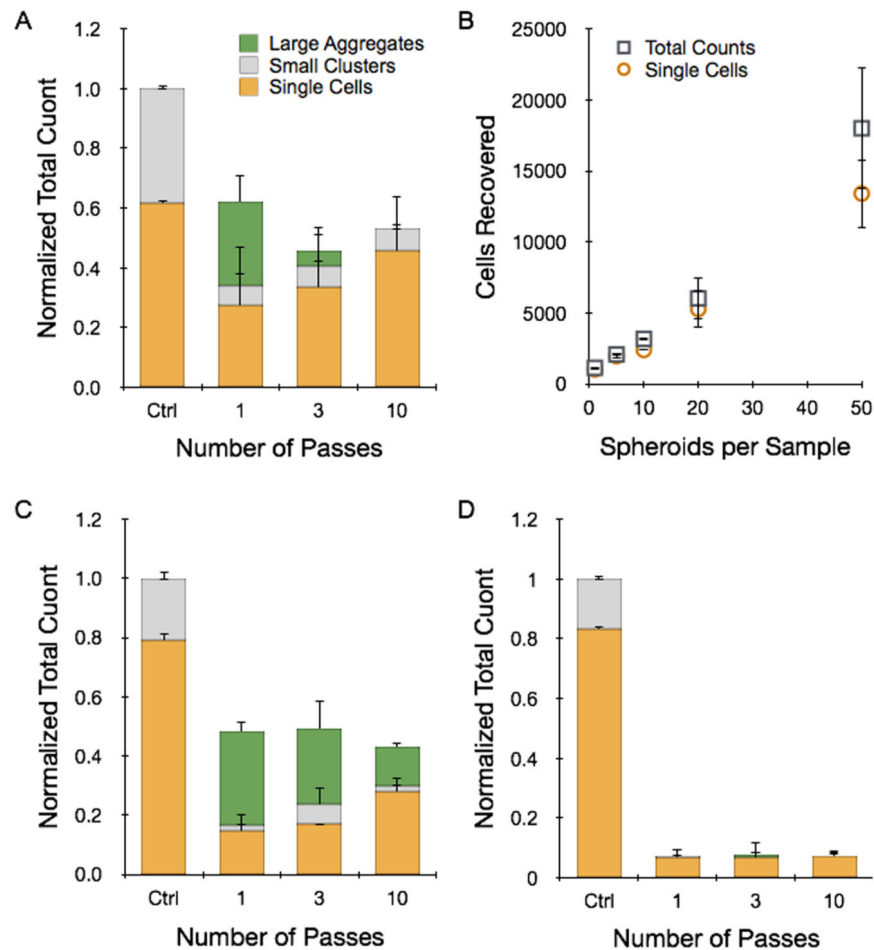 A
Normalized Total Cuont
1.2
1.0
0.8
0.6
0.4
0.2
0.0
Large Aggregates
Small Clusters
Single Cells
Ctrl 1 3 10
Number of Passes
B
Cells Recovered
25000
20000
15000
10000
5000
0
Total Counts
Single Cells
0 10 20 30 40 50
Spheroids per Sample
C
Normalized Total Cuont
1.2
1.0
0.8
0.6
0.4
0.2
0.0
Ctrl 1 3 10
Number of Passes
D
Normalized Total Cuont
1.2
1
0.8
0.6
0.4
0.2
0
Ctrl 1 3 10
Number of Passes